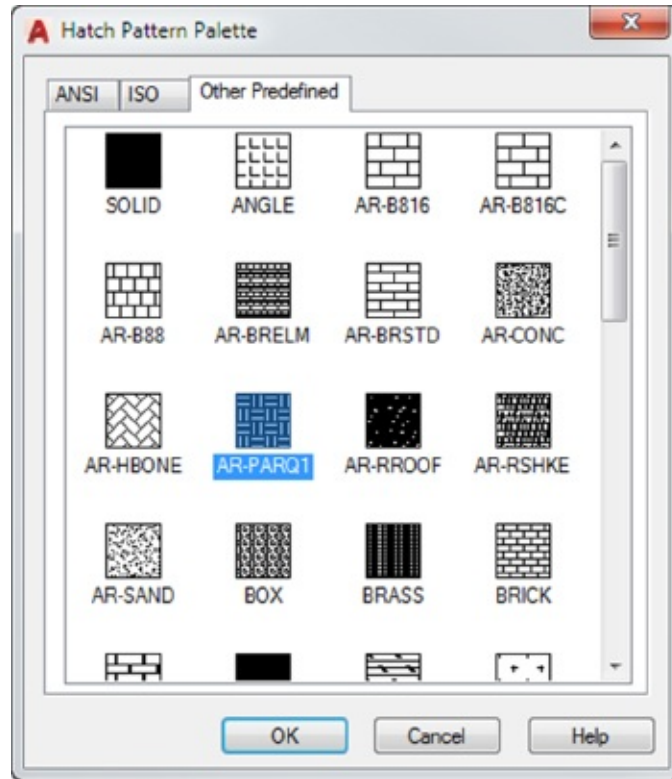 Hatch Pattern Palette
ANSI ISO Other Predefined
SOLID ANGLE AR-B816 AR-B816C
AR-B88 AR-BRELM AR-BRSTD AR-CONC
AR-HBONE AR-PARQ1 AR-RROOF AR-RSHKE
AR-SAND BOX BRASS BRICK
OK Cancel Help